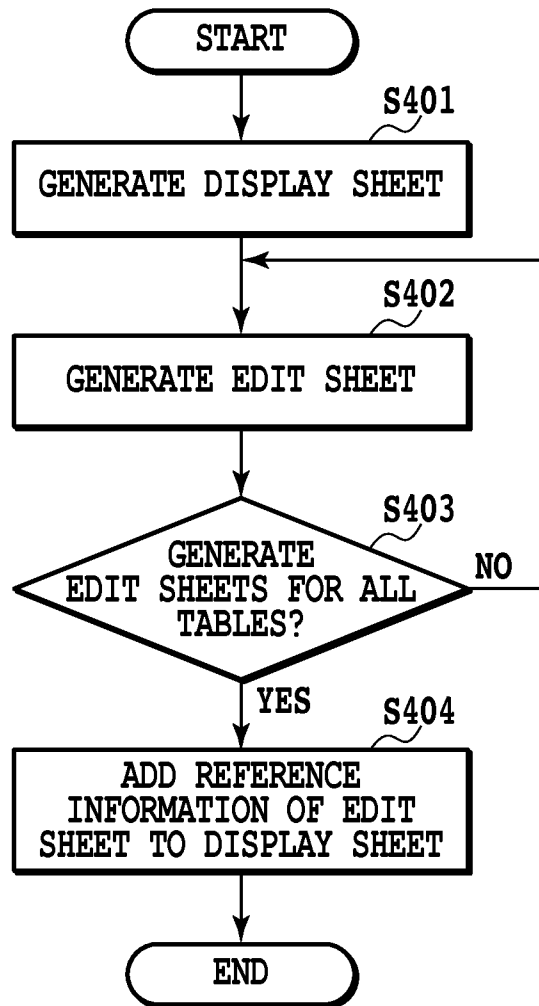 START
S401
GENERATE DISPLAY SHEET
S402
GENERATE EDIT SHEET
S403
GENERATE
EDIT SHEETS FOR ALL
TABLES?
NO
YES
S404
ADD REFERENCE
INFORMATION OF EDIT
SHEET TO DISPLAY SHEET
END